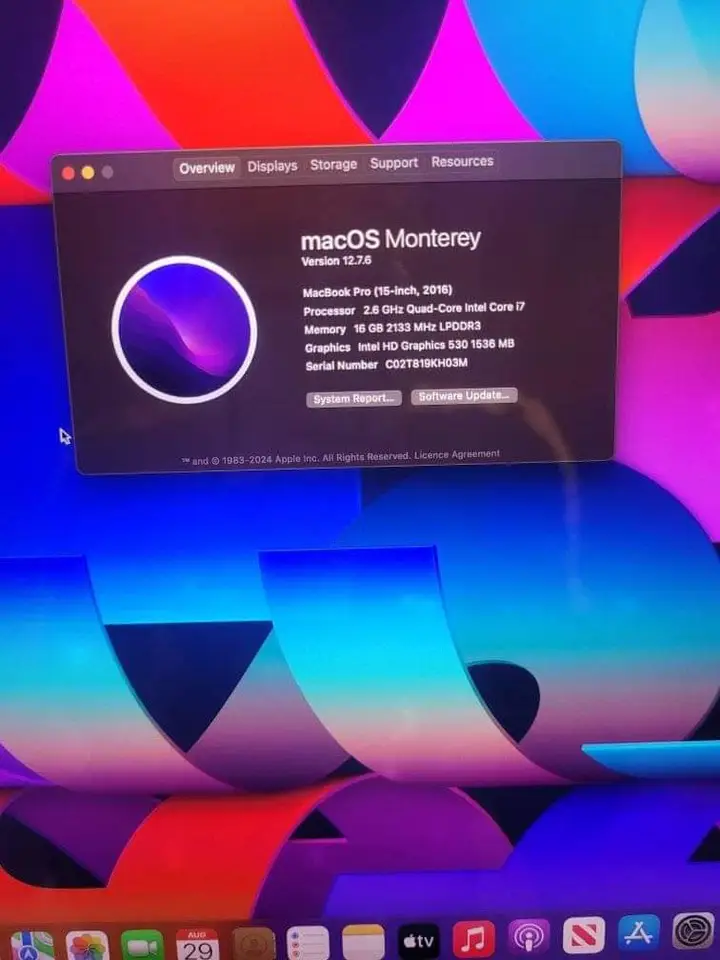 Overview Displays Storage Support Resources
macOS Monterey
Version 12.7.6
MacBook Pro (15-inch, 2016)
Processor 2.6 GHz Quad-Core Intel Core i7
Memory 16 GB 2133 MHz LPDDR3
Graphics Intel HD Graphics 530 1536 MB
Serial Number C02T819KH03M
System Report... Software Update...
™ and © 1983-2024 Apple Inc. All Rights Reserved. Licence Agreement
AUG
29
tv